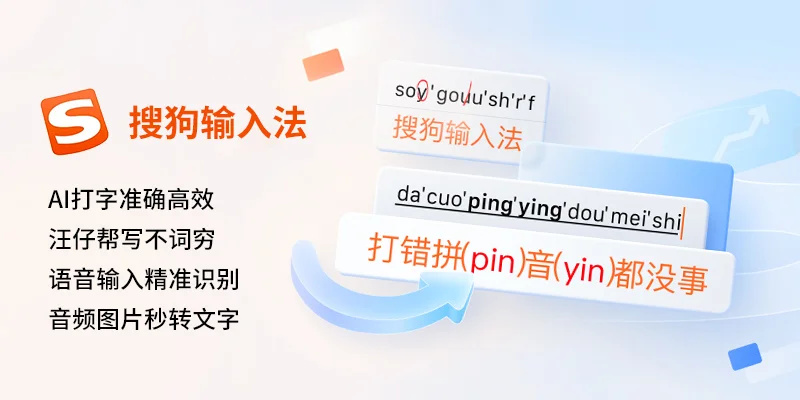 搜狗输入法
AI打字准确高效
汪仔帮写不词穷
语音输入精准识别
音频图片秒转文字
soy'gouu'sh'r'f
搜狗输入法
da'cuo'ping'ying'dou'mei'shi
打错拼(pin)音(yin)都没事